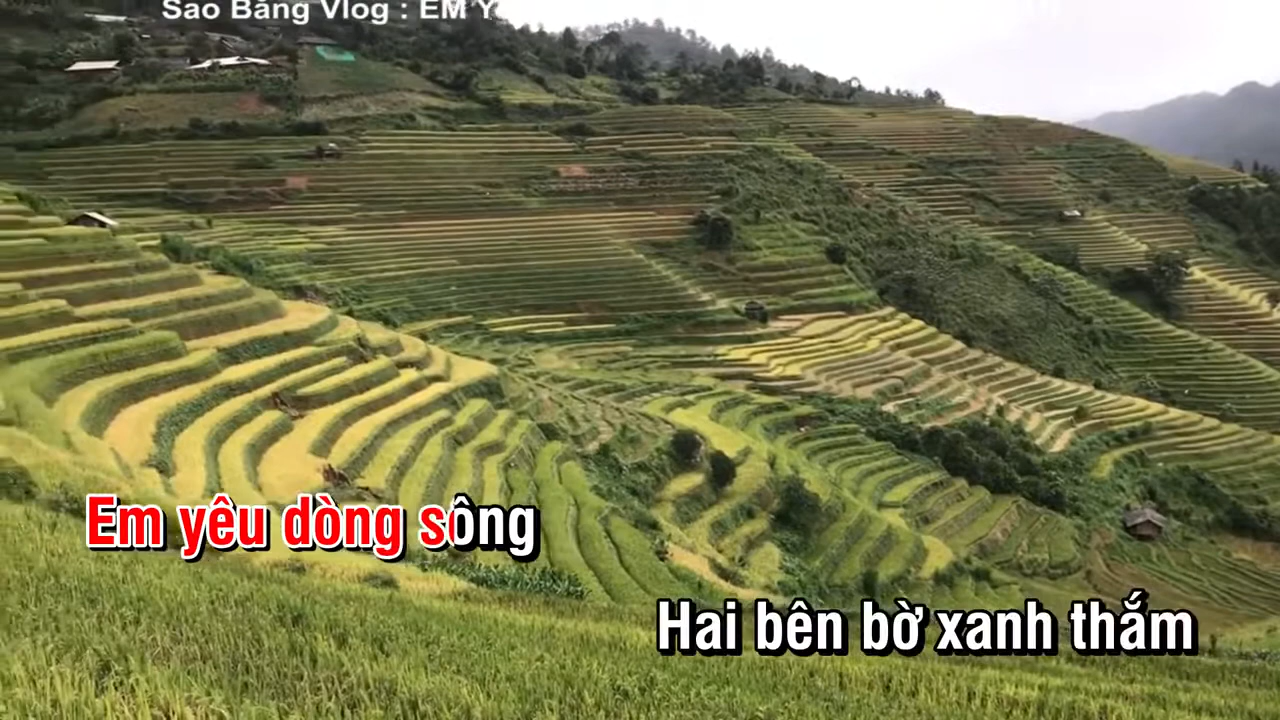 Sao Băng Vlog : EM Y
Em yêu dòng sông
Hai bên bờ xanh thắm